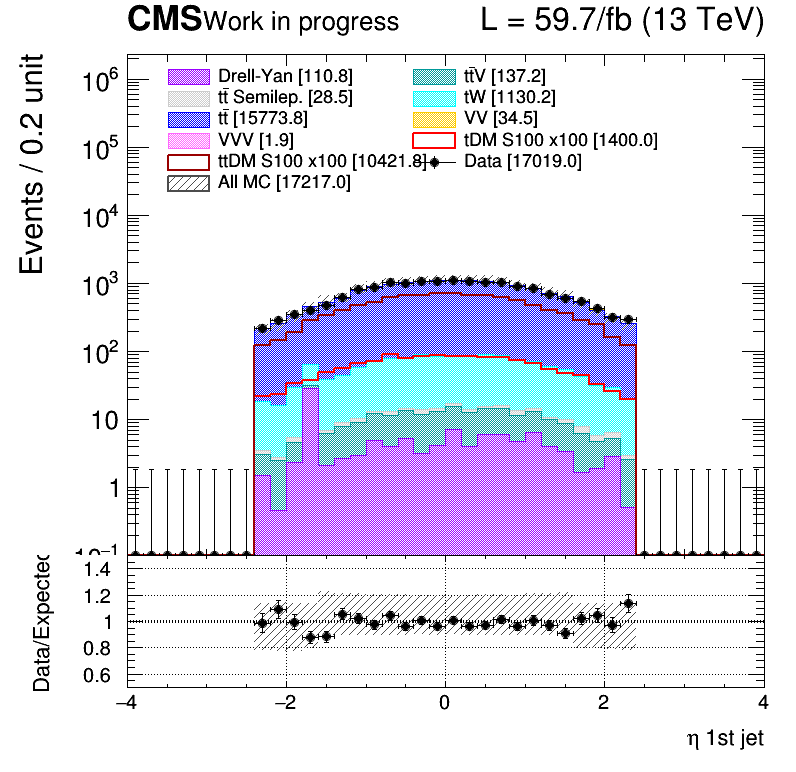 CMS Work in progress L = 59.7/fb (13 TeV)
Events / 0.2 unit
Drell-Yan [110.8] tt̄V [137.2]
tt̄ Semilep. [28.5] tW [1130.2]
tt̄ [15773.8] VV [34.5]
VVV [1.9] tDM S100 x100 [1400.0]
ttDM S100 x100 [10421.8] Data [17019.0]
All MC [17217.0]
10⁶
10⁵
10⁴
10³
10²
10
1
10⁻¹
Data/Expected
1.4
1.2
1
0.8
0.6
−4 −2 0 2 4
η 1st jet